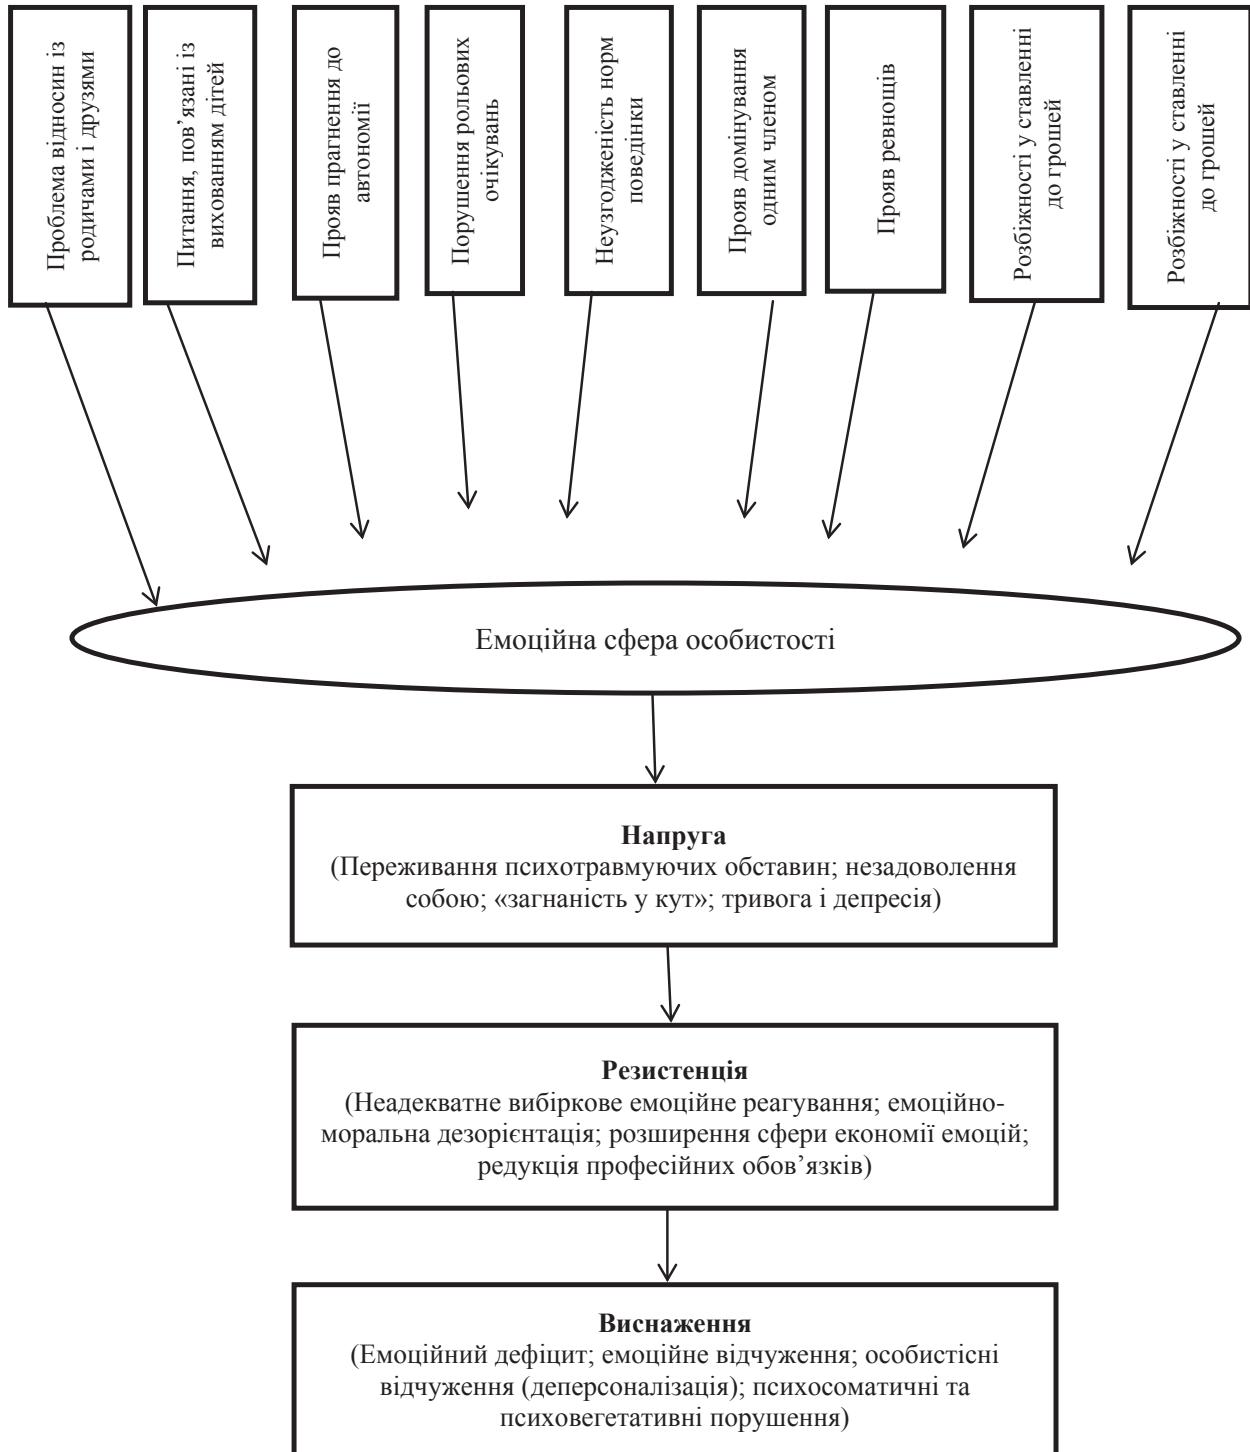 Проблема відносин із
родичами і друзями
Питання, пов’язані із
вихованням дітей
Прояв прагнення до
автономії
Порушення рольових
очікувань
Неузгодженість норм
поведінки
Прояв домінування
одним членом
Прояв ревнощів
Розбіжності у ставленні
до грошей
Розбіжності у ставленні
до грошей
Емоційна сфера особистості
Напруга
(Переживання психотравмуючих обставин; незадоволення
собою; «загнаність у кут»; тривога і депресія)
Резистенція
(Неадекватне вибіркове емоційне реагування; емоційно-
моральна дезорієнтація; розширення сфери економії емоцій;
редукція професійних обов’язків)
Виснаження
(Емоційний дефіцит; емоційне відчуження; особистісні
відчуження (деперсоналізація); психосоматичні та
психовегетативні порушення)